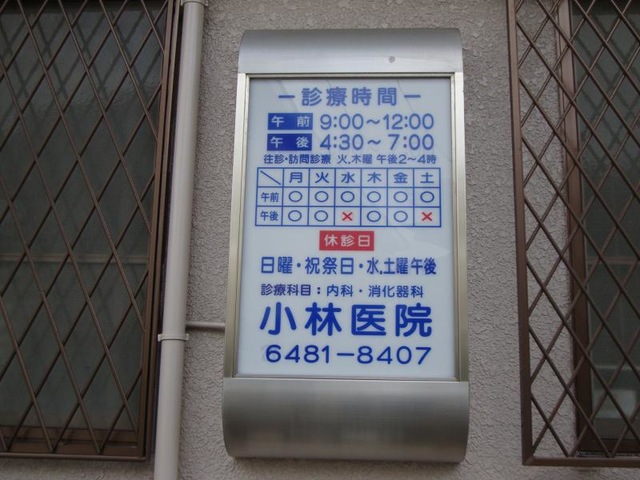 ー診療時間ー
午前 9:00～12:00
午後 4:30～7:00
往診・訪問診療 火,木曜 午後2～4時
＼ 月 火 水 木 金 土
午前 ○ ○ ○ ○ ○ ○
午後 ○ ○ × ○ ○ ×
休診日
日曜・祝祭日・水,土曜午後
診療科目：内科・消化器科
小林医院
6481-8407